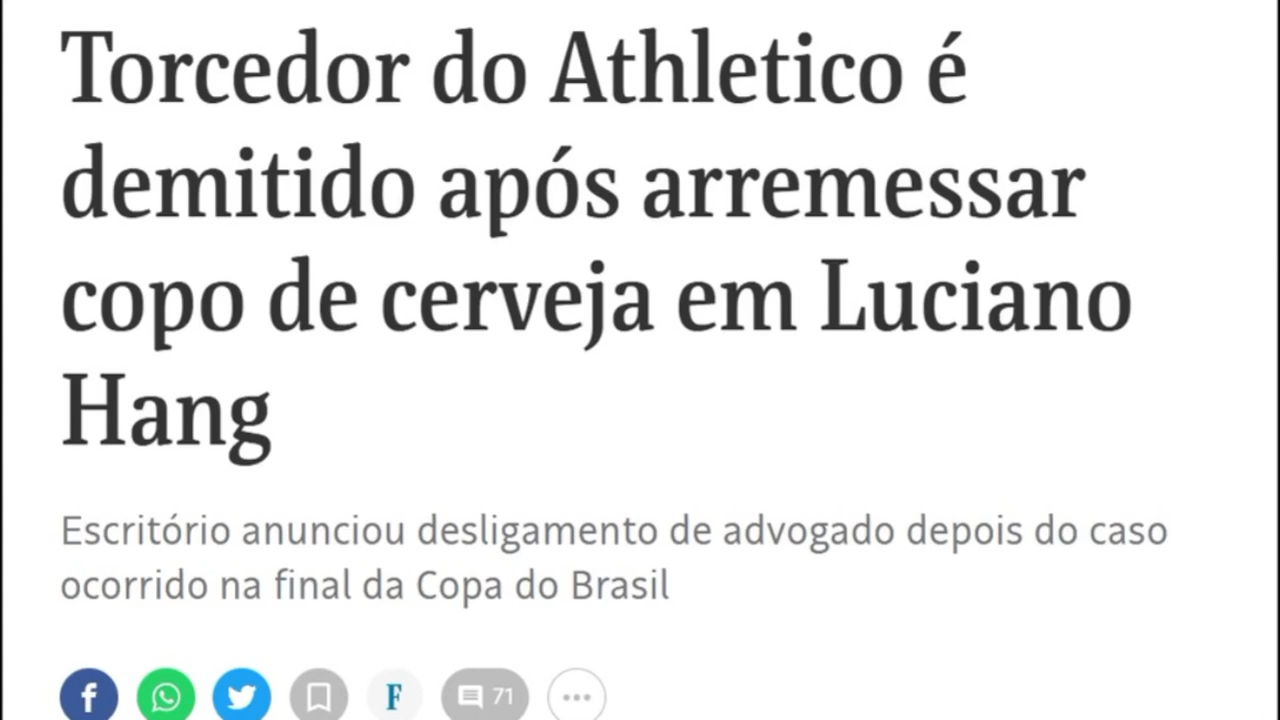 Torcedor do Athletico é
demitido após arremessar
copo de cerveja em Luciano
Hang
Escritório anunciou desligamento de advogado depois do caso
ocorrido na final da Copa do Brasil
f F 71